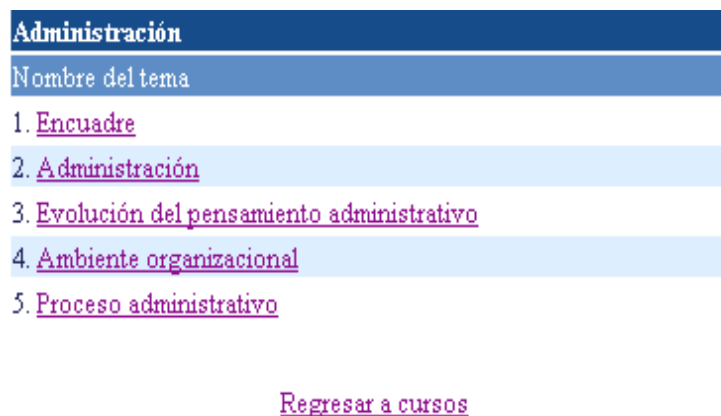 Administración
Nombre del tema
1. Encuadre
2. Administración
3. Evolución del pensamiento administrativo
4. Ambiente organizacional
5. Proceso administrativo
Regresar a cursos